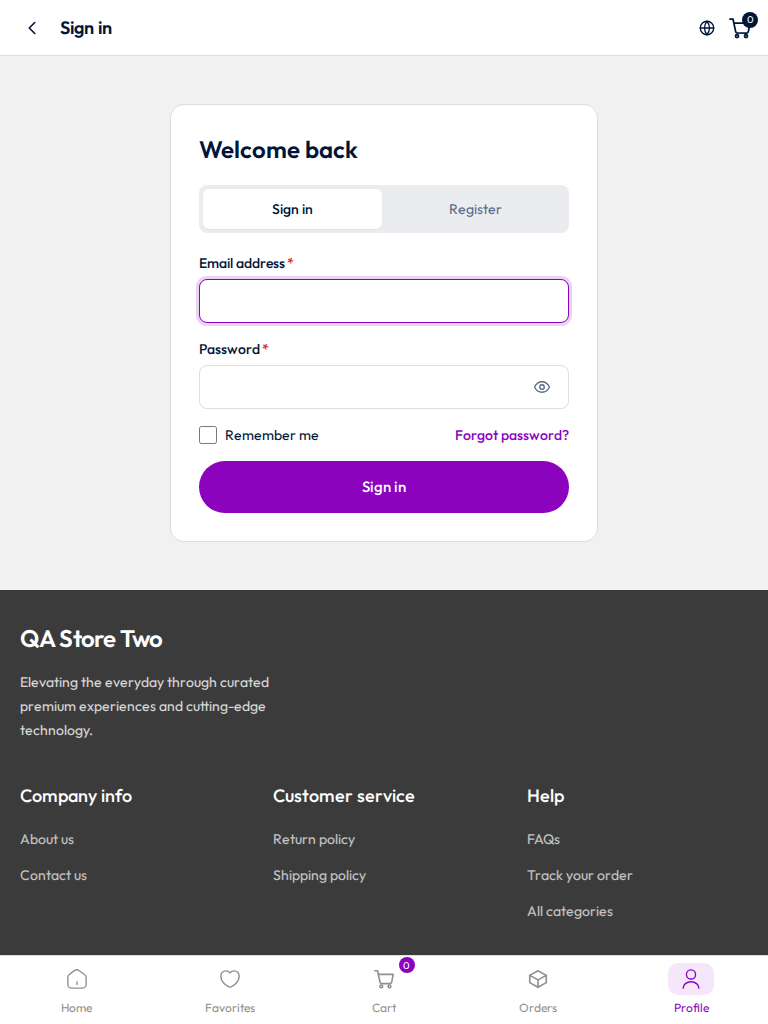 Sign in
0
Welcome back
Sign in
Register
Email address *
Password *
Remember me
Forgot password?
Sign in
QA Store Two
Elevating the everyday through curated
premium experiences and cutting-edge
technology.
Company info
About us
Contact us
Customer service
Return policy
Shipping policy
Help
FAQs
Track your order
All categories
Home
Favorites
0
Cart
Orders
Profile